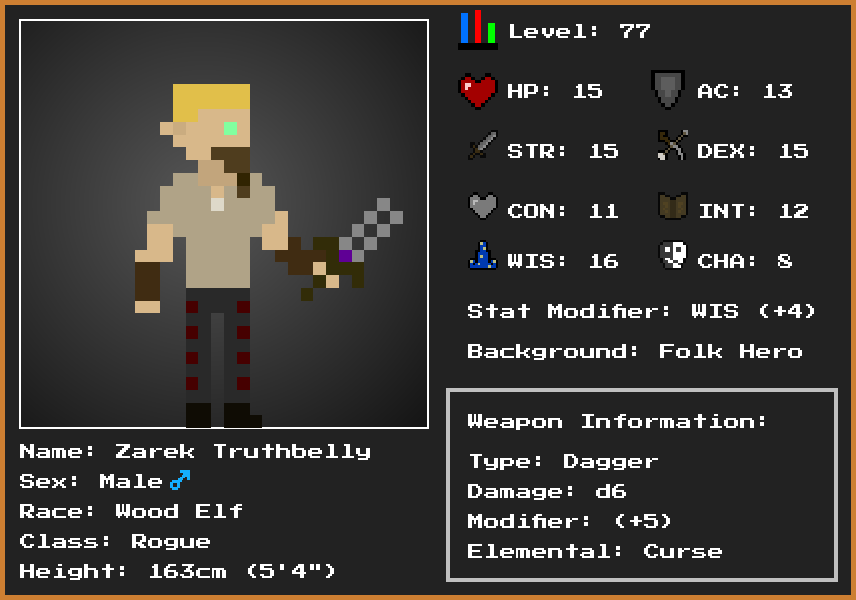 Level: 77
HP: 15
AC: 13
STR: 15
DEX: 15
CON: 11
INT: 12
WIS: 16
CHA: 8
Stat Modifier: WIS (+4)
Background: Folk Hero
Weapon Information:
Type: Dagger
Damage: d6
Modifier: (+5)
Elemental: Curse
Name: Zarek Truthbelly
Sex: Male ♂
Race: Wood Elf
Class: Rogue
Height: 163cm (5'4")